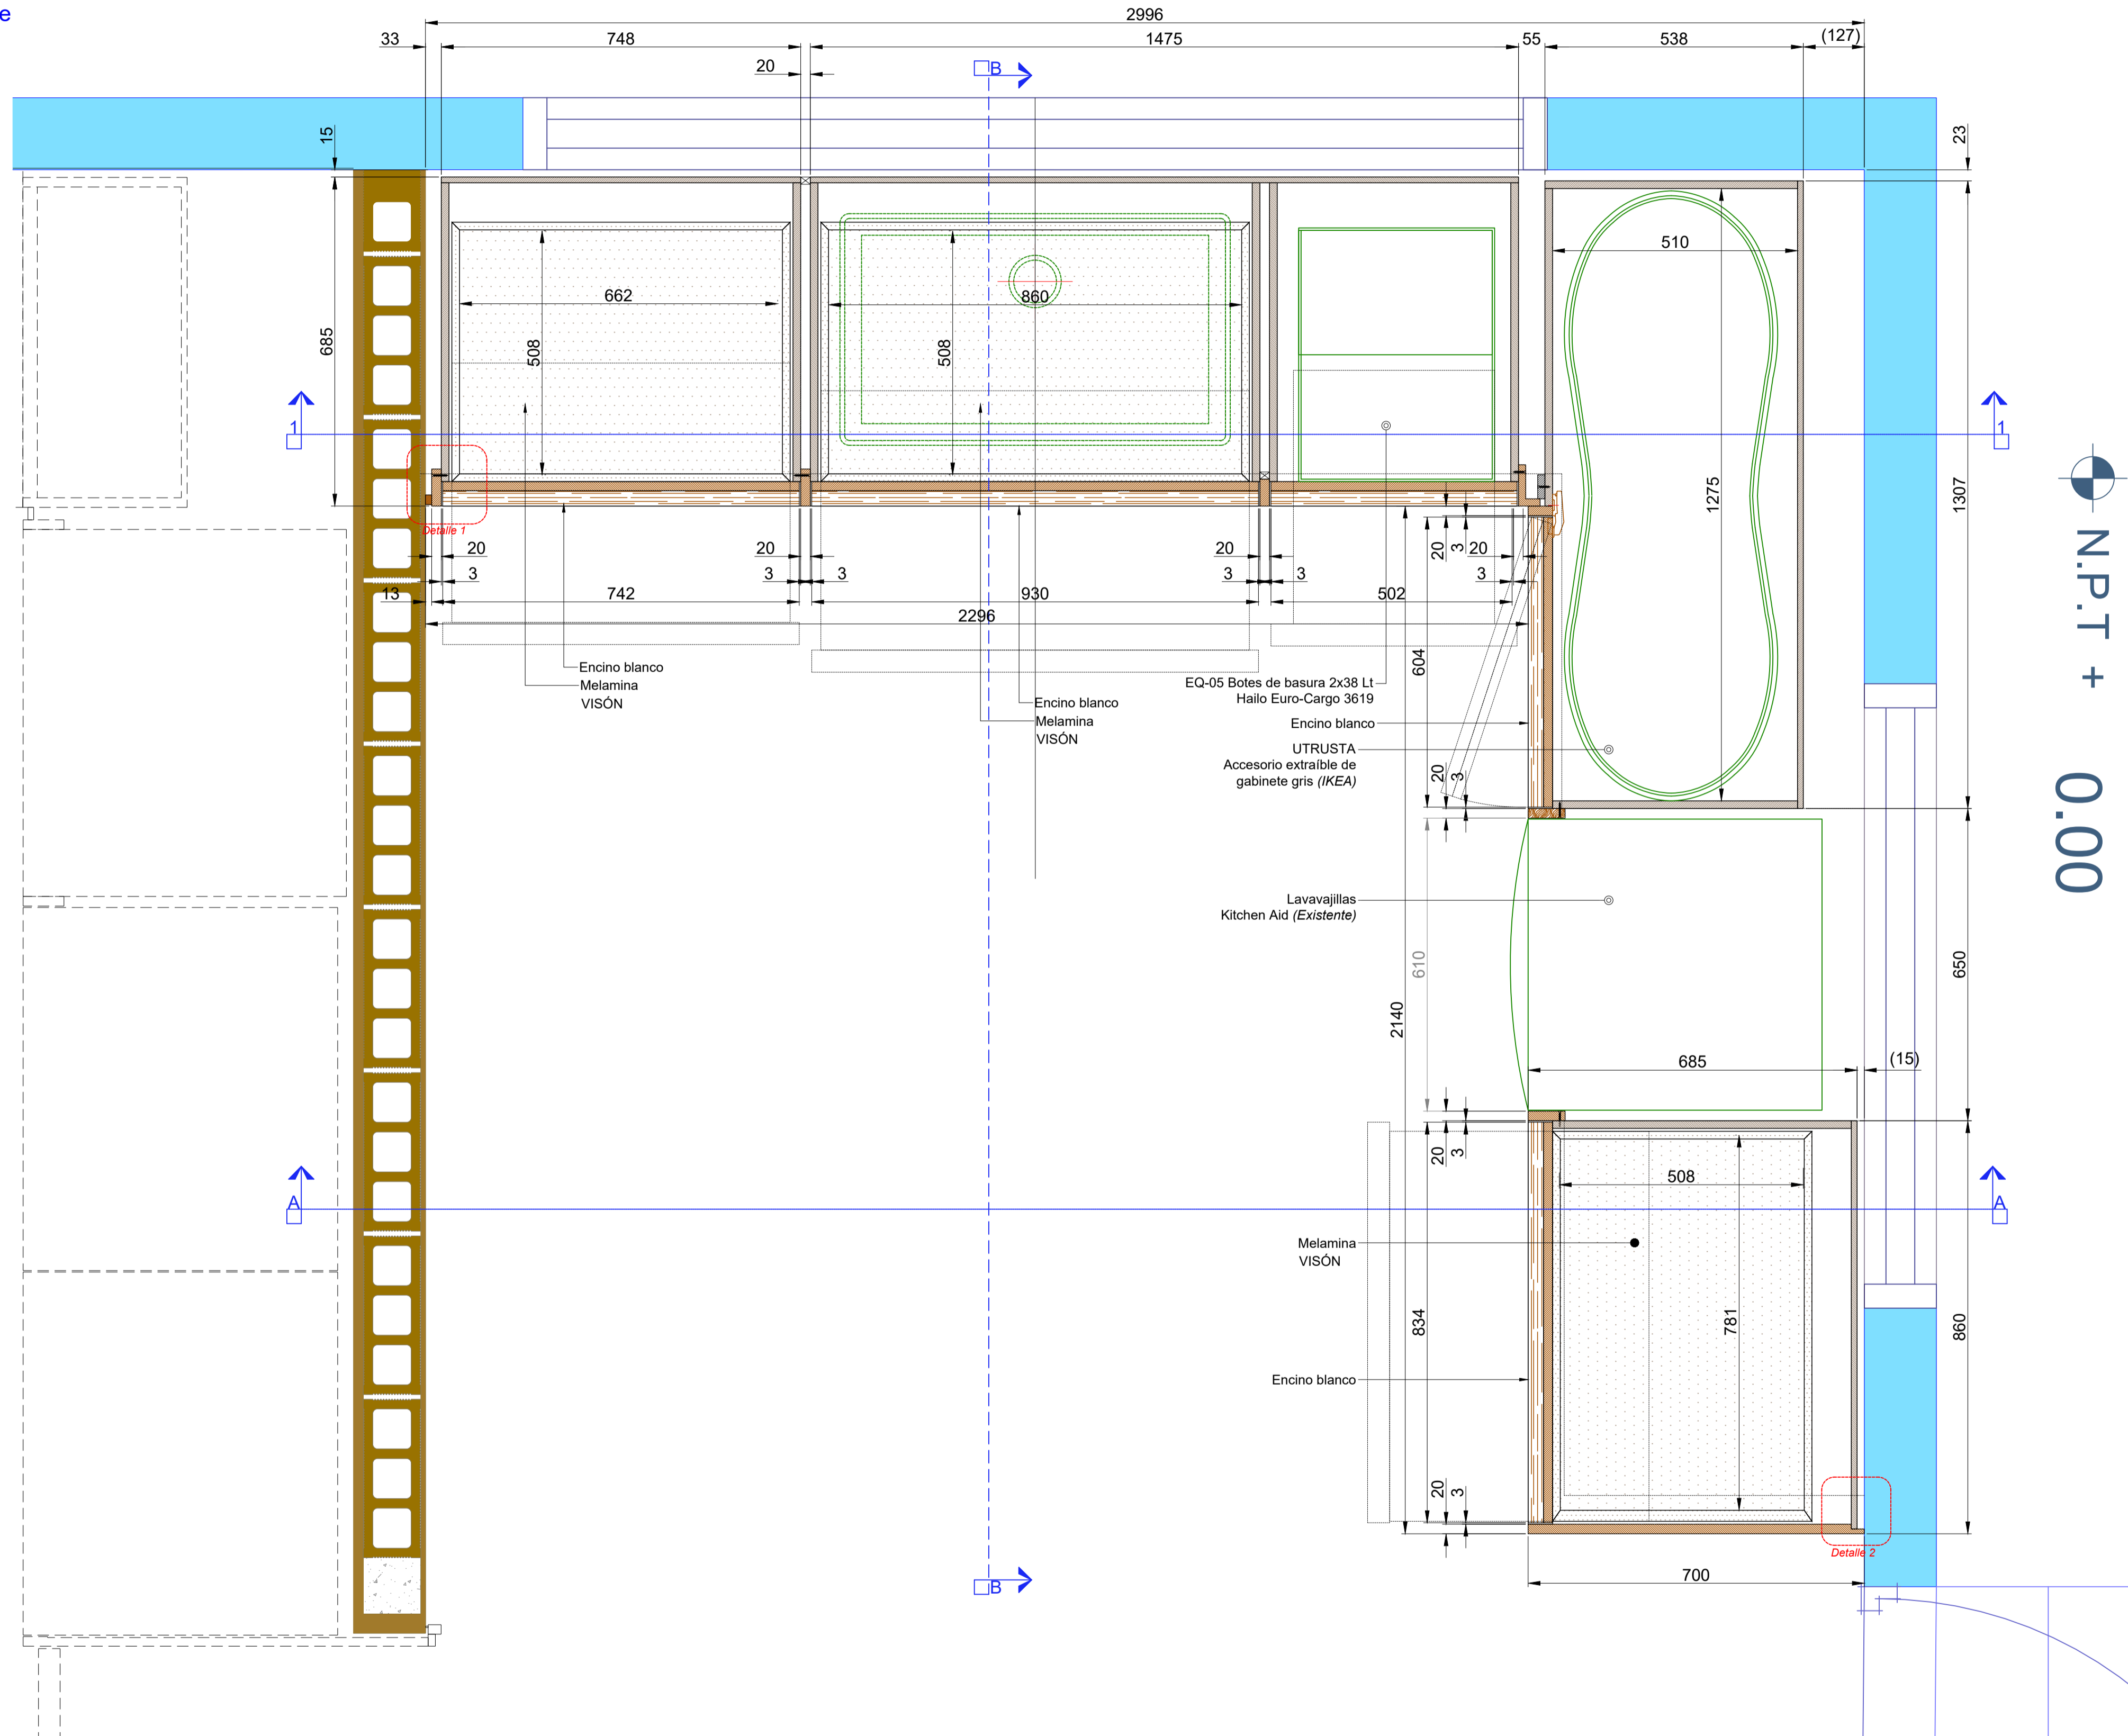 e
2996
33
748
1475
55
538
(127)
20
B
15
23
510
662
860
685
508
508
1
1
1275
1307
Detalle 1
20
20
20
20
3
20
3
3
3
3
3
3
13
742
930
502
2296
604
Encino blanco
Melamina
VISÓN
Encino blanco
Melamina
VISÓN
EQ-05 Botes de basura 2x38 Lt
Hailo Euro-Cargo 3619
Encino blanco
UTRUSTA
Accesorio extraíble de
gabinete gris (IKEA)
20
3
N.P.T + 0.00
Lavavajillas
Kitchen Aid (Existente)
610
650
2140
685
(15)
20
3
508
A
A
Melamina
VISÓN
834
781
860
Encino blanco
20
3
Detalle 2
700
B